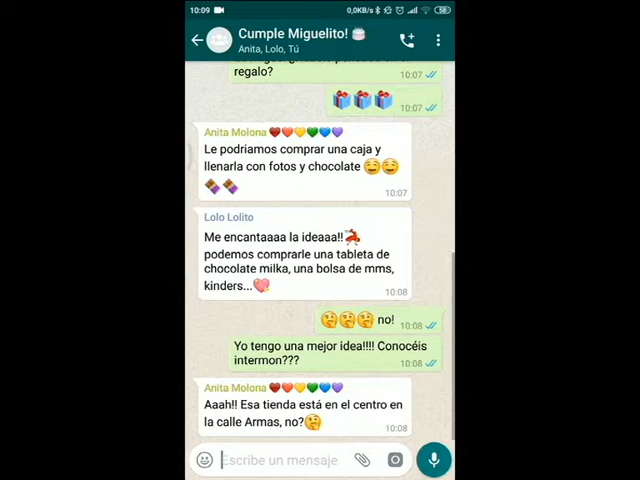 10:09
0,0KB/s
58
Cumple Miguelito! 🎂
Anita, Lolo, Tú
regalo?
10:07
🎁🎁🎁
10:07
Anita Molona ❤️🧡💛💚💙💜
Le podriamos comprar una caja y
llenarla con fotos y chocolate 🤤🤤
🍫🍫
10:07
Lolo Lolito
Me encantaaaa la ideaaa!!💃
podemos comprarle una tableta de
chocolate milka, una bolsa de mms,
kinders...💖
10:08
🤔🤔🤔 no!
10:08
Yo tengo una mejor idea!!!! Conocéis
intermon???
10:08
Anita Molona ❤️🧡💛💚💙💜
Aaah!! Esa tienda está en el centro en
la calle Armas, no?🤔
10:08
Escribe un mensaje